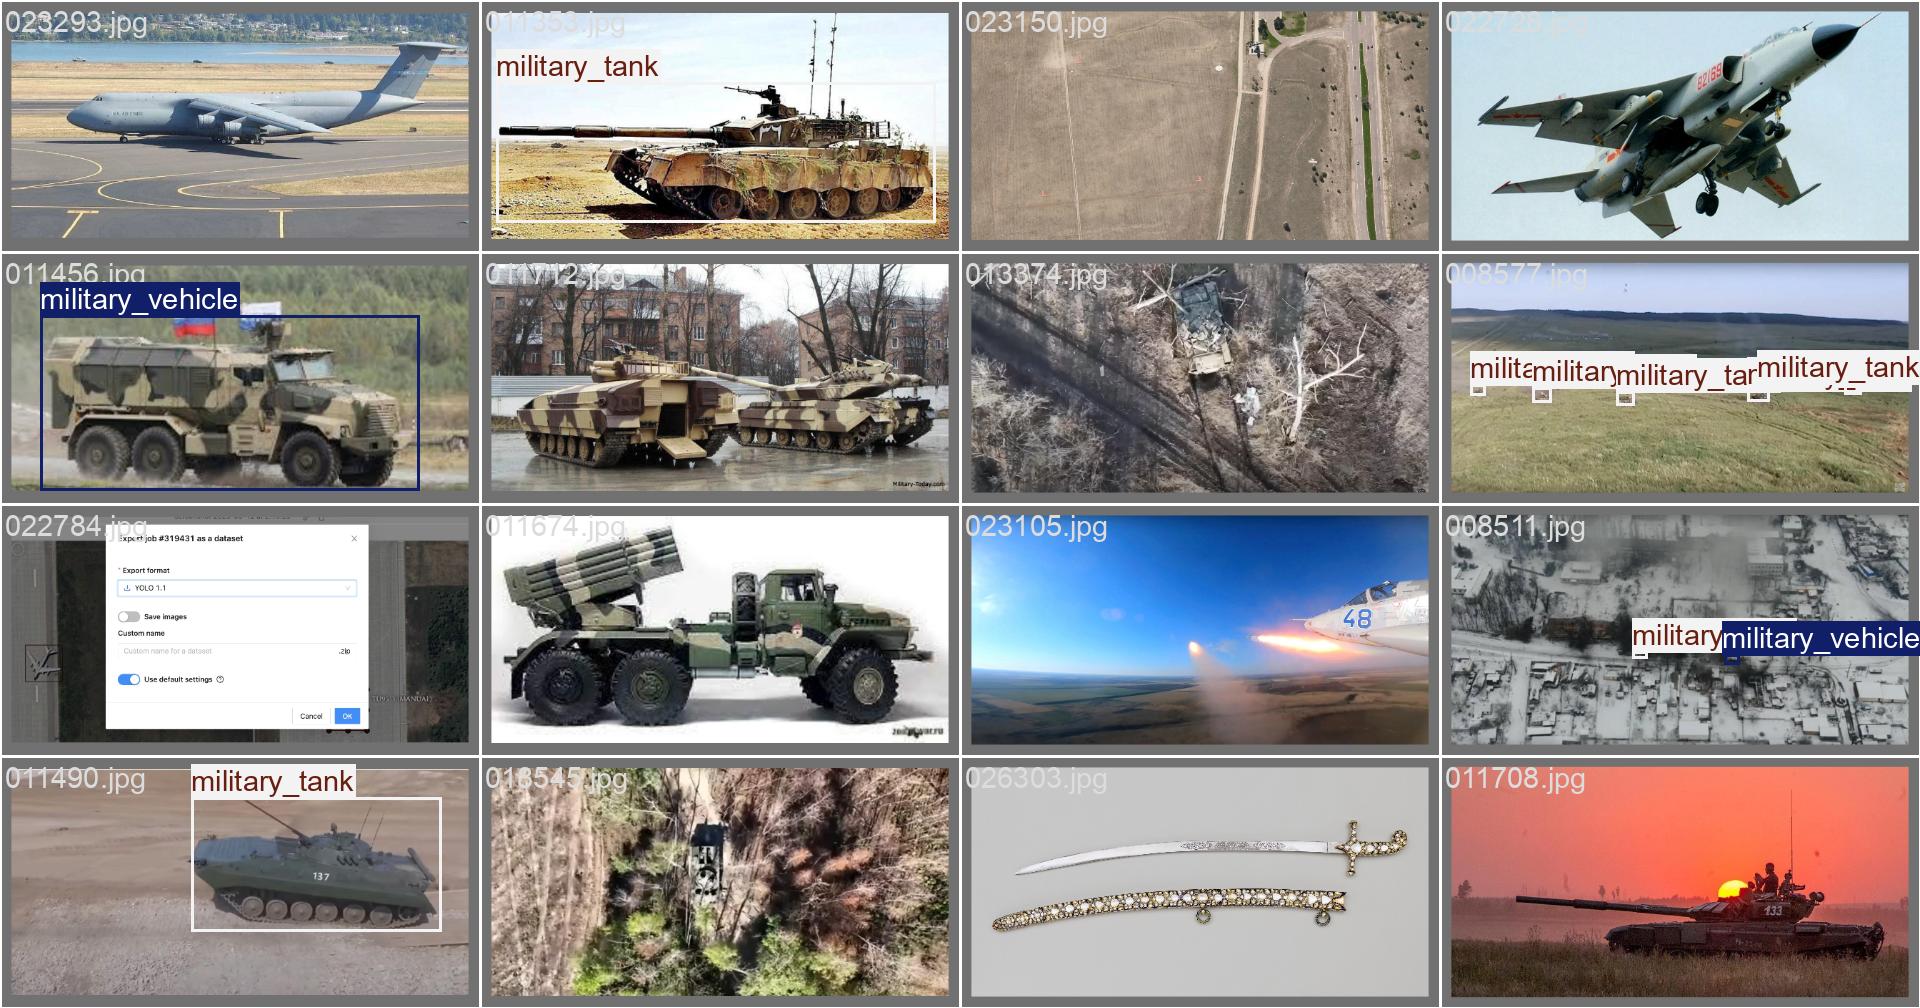 023293.jpg
011353.jpg
military_tank
023150.jpg
022728.jpg
82169
011456.jpg
military_vehicle
011712.jpg
Military-Today.com
013374.jpg
008577.jpg
milita
military
military_tar
military_tank
022784.jpg
Export job #319431 as a dataset
* Export format
YOLO 1.1
Save images
Custom name
Custom name for a dataset
.zip
Use default settings
Cancel
OK
011674.jpg
023105.jpg
48
008511.jpg
military
military_vehicle
011490.jpg
military_tank
137
018545.jpg
026303.jpg
011708.jpg
133